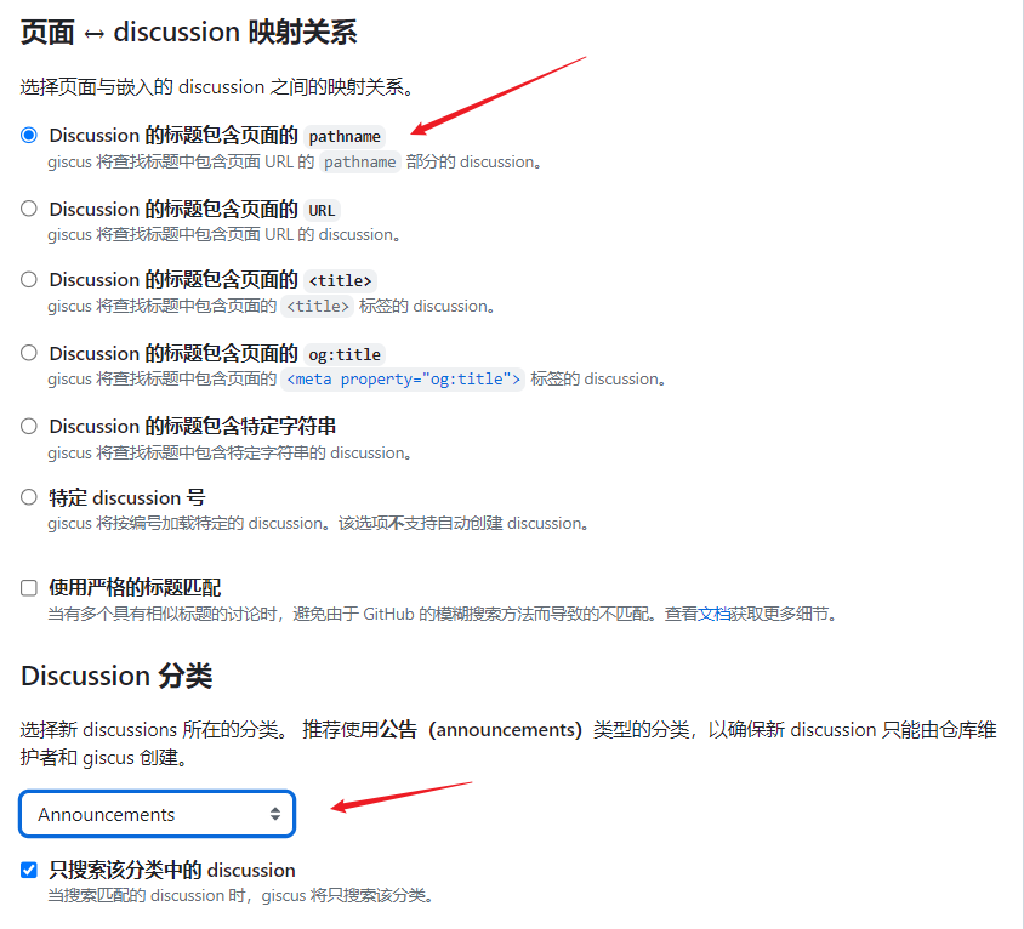 页面 ↔ discussion 映射关系
选择页面与嵌入的 discussion 之间的映射关系。
Discussion 的标题包含页面的 pathname
giscus 将查找标题中包含页面 URL 的 pathname 部分的 discussion。
Discussion 的标题包含页面的 URL
giscus 将查找标题中包含页面 URL 的 discussion。
Discussion 的标题包含页面的 <title>
giscus 将查找标题中包含页面的 <title> 标签的 discussion。
Discussion 的标题包含页面的 og:title
giscus 将查找标题中包含页面的 <meta property="og:title"> 标签的 discussion。
Discussion 的标题包含特定字符串
giscus 将查找标题中包含特定字符串的 discussion。
特定 discussion 号
giscus 将按编号加载特定的 discussion。该选项不支持自动创建 discussion。
使用严格的标题匹配
当有多个具有相似标题的讨论时，避免由于 GitHub 的模糊搜索方法而导致的不匹配。查看文档获取更多细节。
Discussion 分类
选择新 discussions 所在的分类。 推荐使用公告（announcements）类型的分类，以确保新 discussion 只能由仓库维
护者和 giscus 创建。
Announcements
只搜索该分类中的 discussion
当搜索匹配的 discussion 时，giscus 将只搜索该分类。